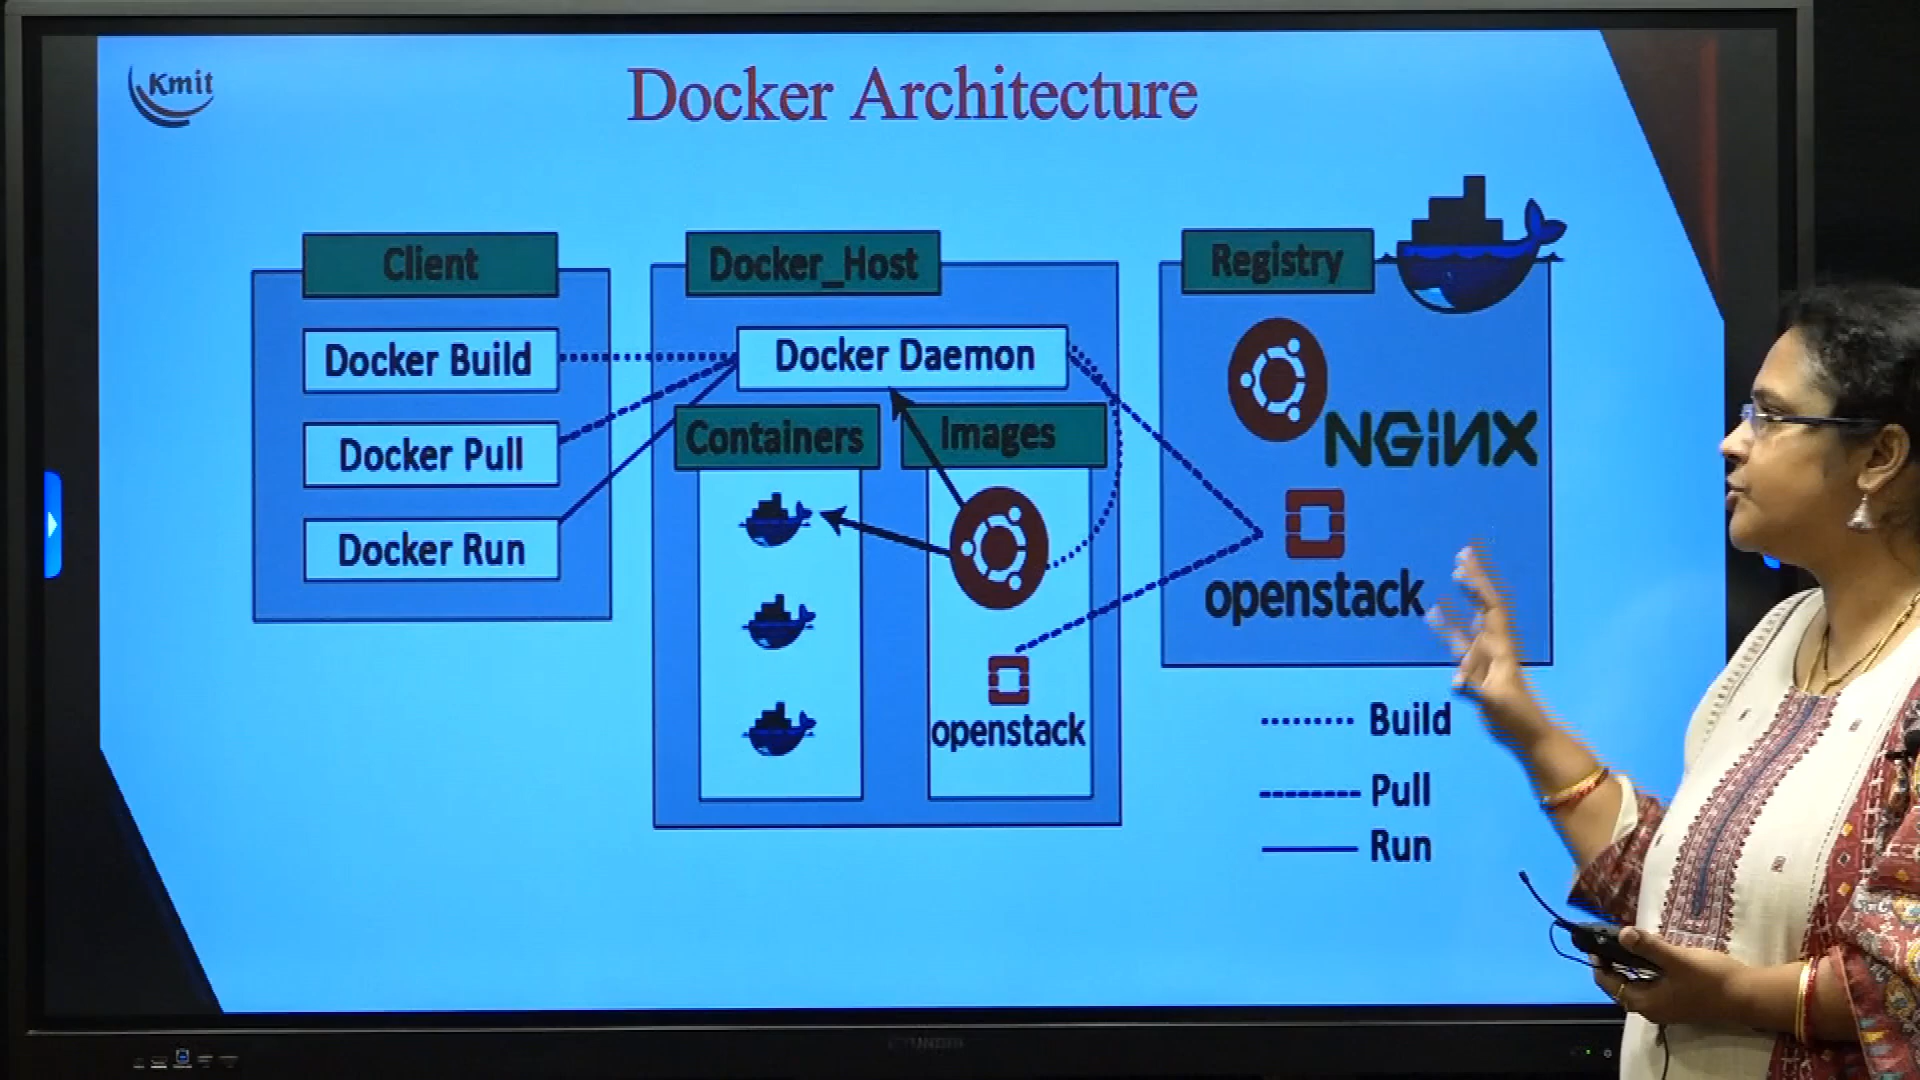 Kmit
Docker Architecture
Client
Docker_Host
Registry
Docker Build
Docker Daemon
Docker Pull
Containers
Images
NGiNX
Docker Run
openstack
openstack
Build
Pull
Run
HYUNDAI